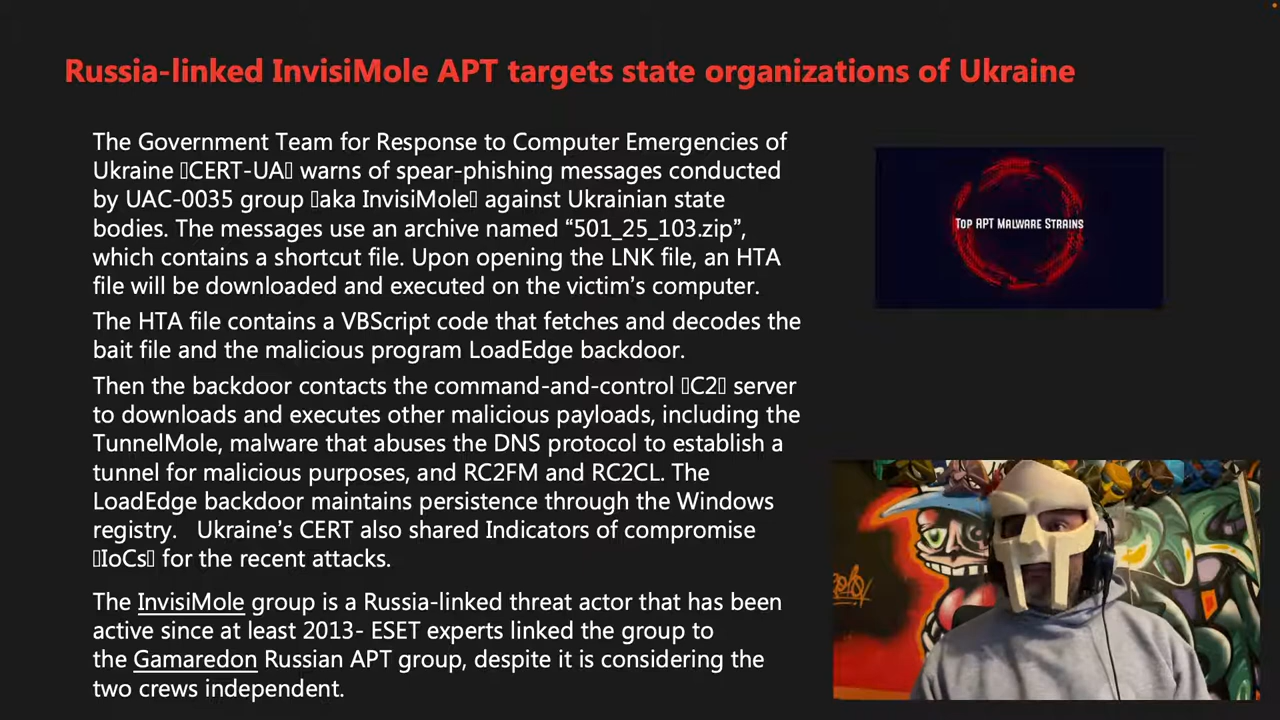 Russia-linked InvisiMole APT targets state organizations of Ukraine
The Government Team for Response to Computer Emergencies of
Ukraine (CERT-UA) warns of spear-phishing messages conducted
by UAC-0035 group (aka InvisiMole) against Ukrainian state
bodies. The messages use an archive named “501_25_103.zip”,
which contains a shortcut file. Upon opening the LNK file, an HTA
file will be downloaded and executed on the victim’s computer.
The HTA file contains a VBScript code that fetches and decodes the
bait file and the malicious program LoadEdge backdoor.
Then the backdoor contacts the command-and-control (C2) server
to downloads and executes other malicious payloads, including the
TunnelMole, malware that abuses the DNS protocol to establish a
tunnel for malicious purposes, and RC2FM and RC2CL. The
LoadEdge backdoor maintains persistence through the Windows
registry. Ukraine’s CERT also shared Indicators of compromise
(IoCs) for the recent attacks.
The InvisiMole group is a Russia-linked threat actor that has been
active since at least 2013- ESET experts linked the group to
the Gamaredon Russian APT group, despite it is considering the
two crews independent.
Top APT Malware Strains